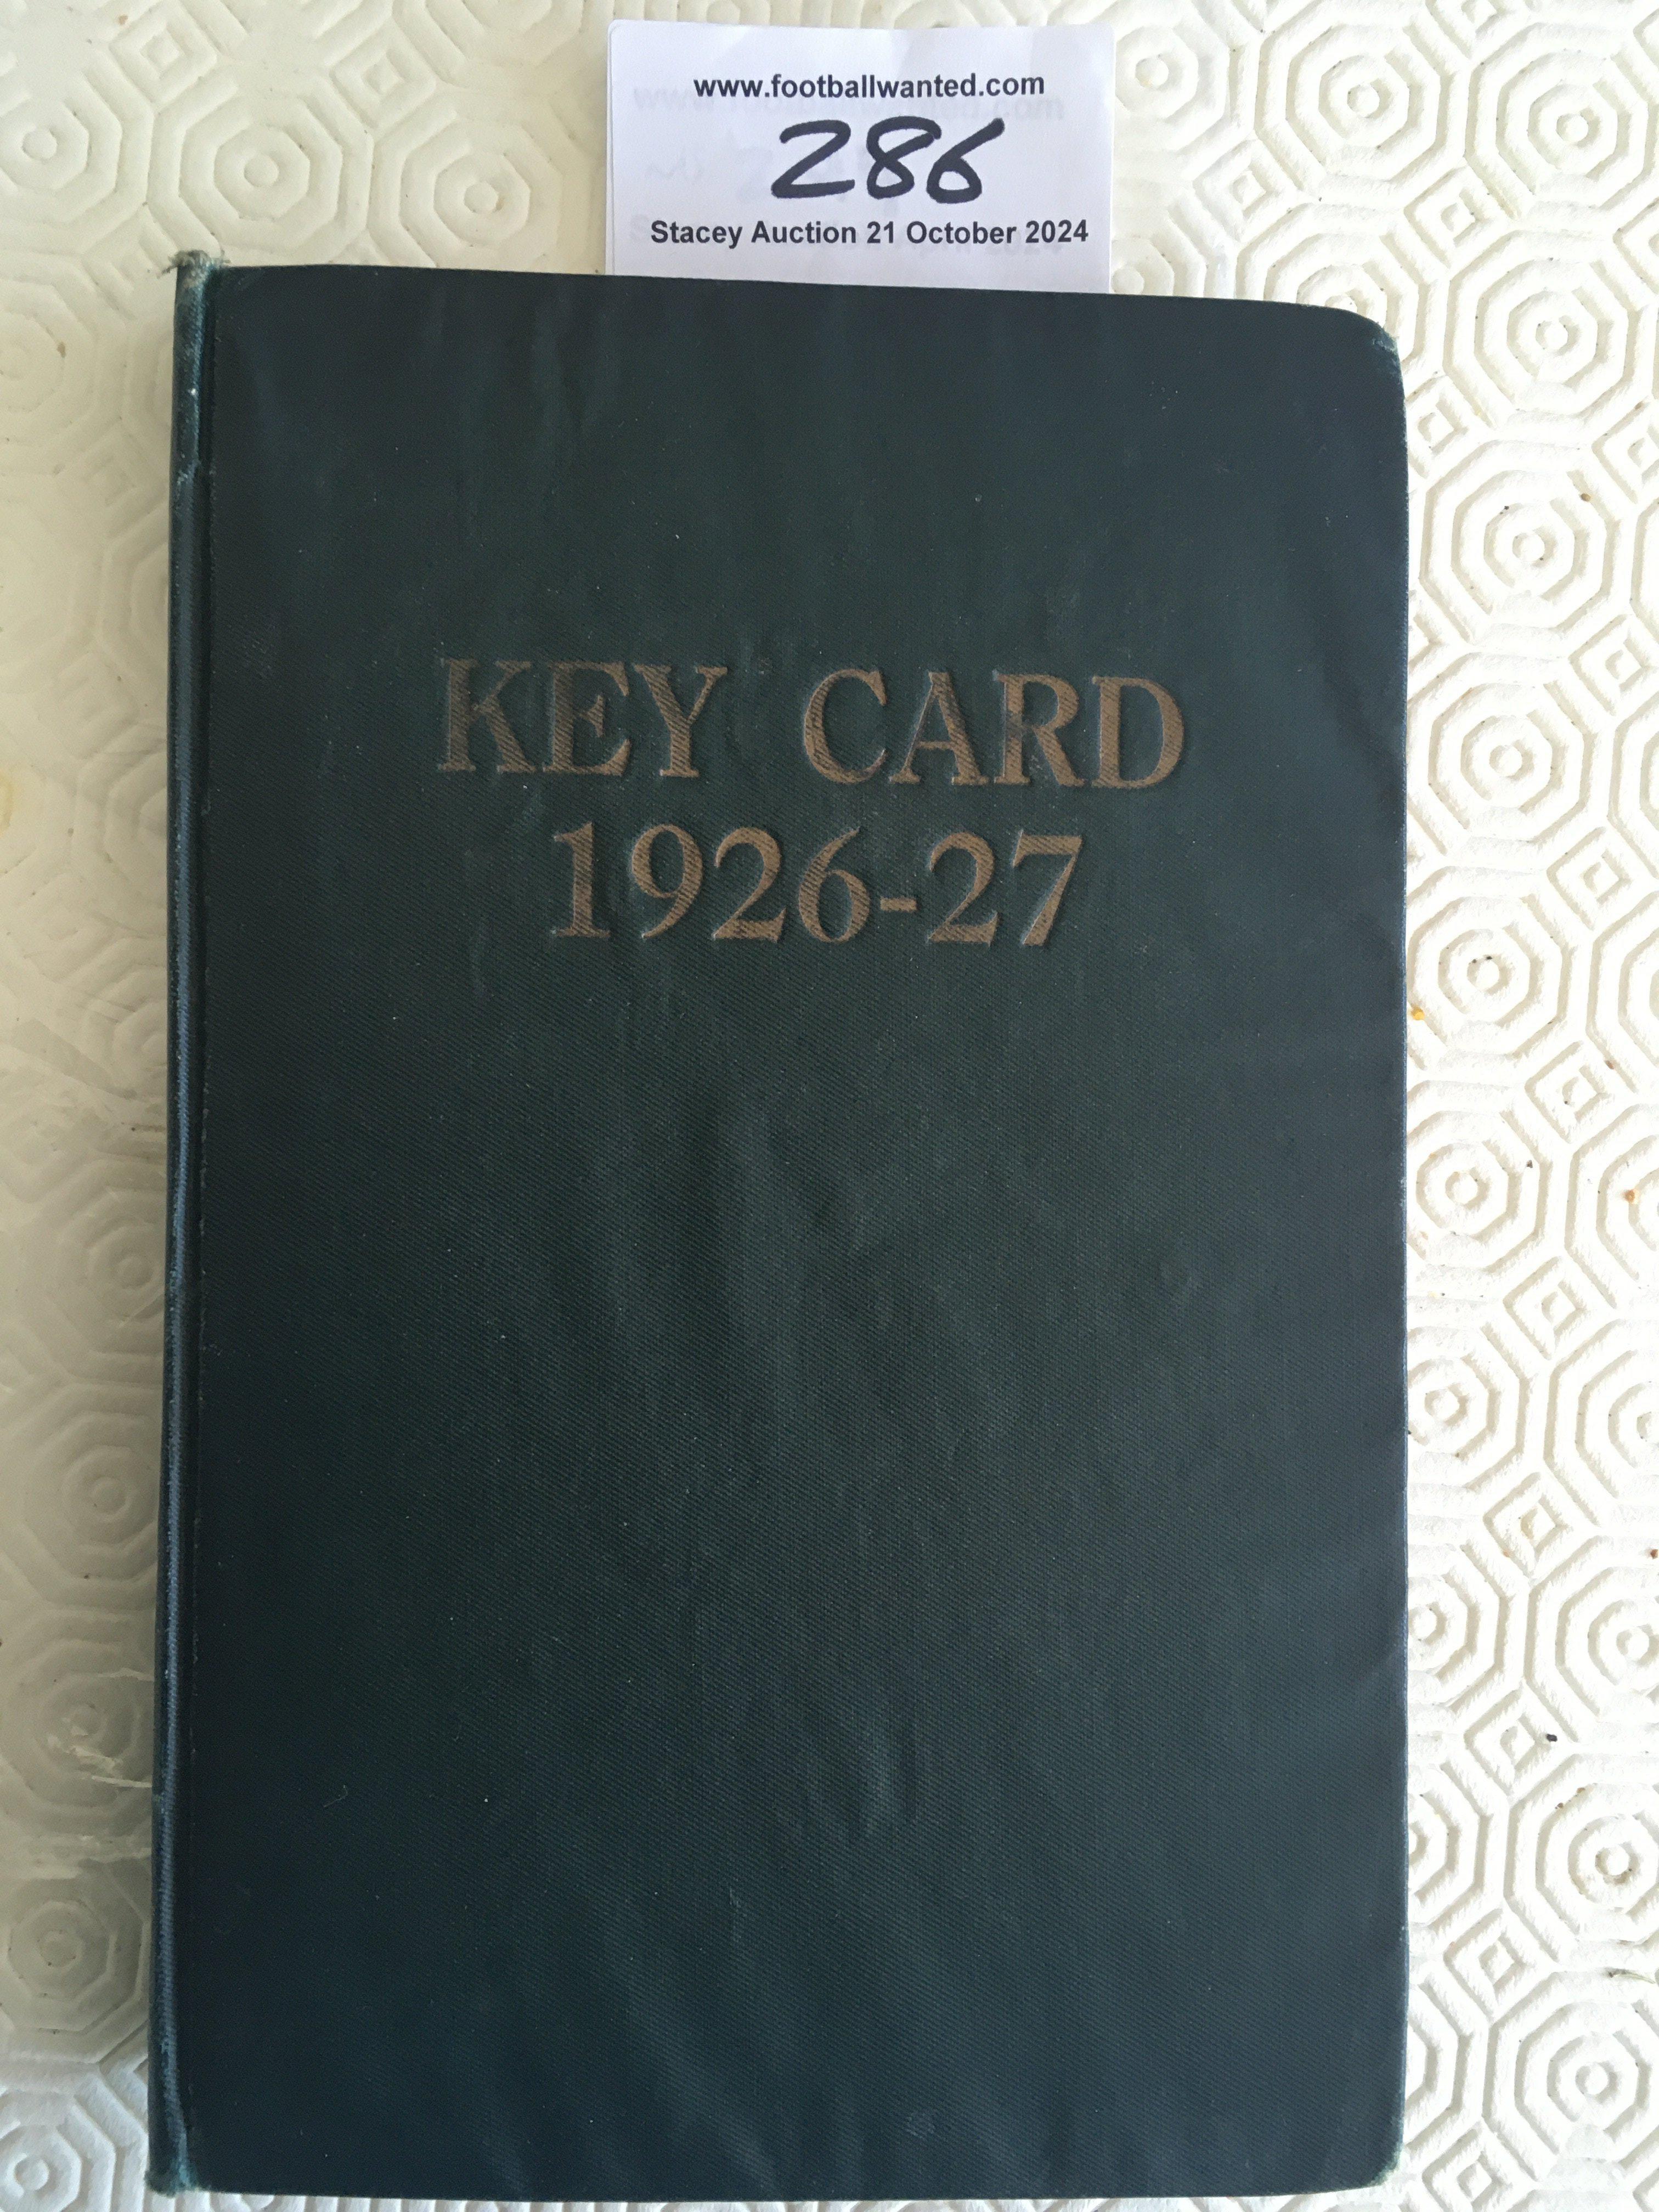 www.footballwanted.com
286
Stacey Auction 21 October 2024
KEY CARD
1926-27